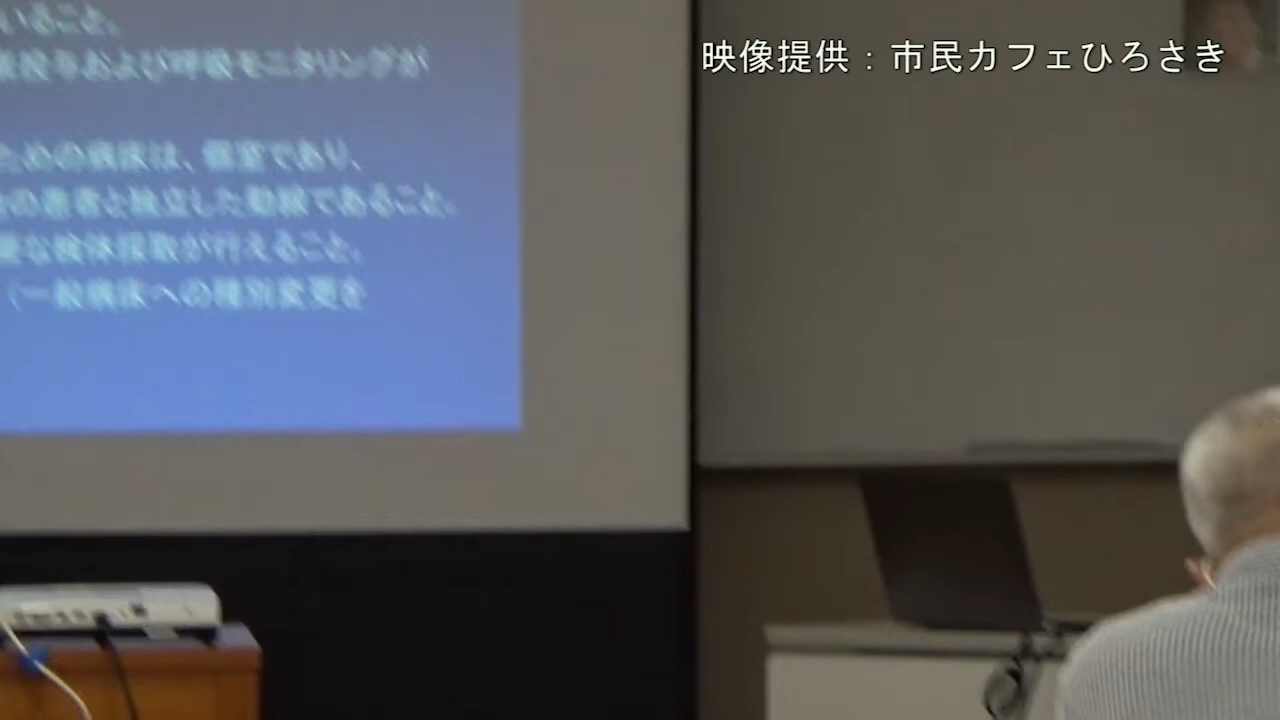 映像提供：市民カフェひろさき
いること。
および呼吸モニタリングが
ための病床は、個室であり、
の患者と独立した動線であること。
な検体採取が行えること。
（一般病床への種別変更を